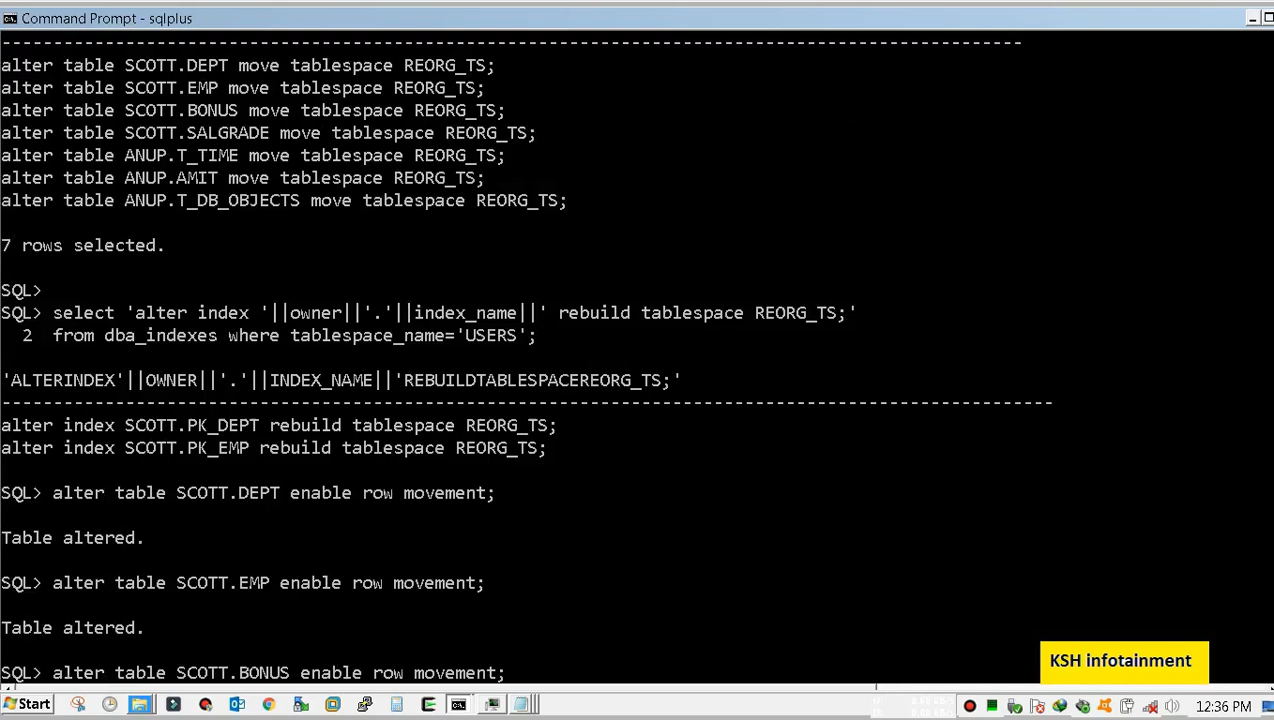 Command Prompt - sqlplus
---------------------------------------------------------------------------------------------------
alter table SCOTT.DEPT move tablespace REORG_TS;
alter table SCOTT.EMP move tablespace REORG_TS;
alter table SCOTT.BONUS move tablespace REORG_TS;
alter table SCOTT.SALGRADE move tablespace REORG_TS;
alter table ANUP.T_TIME move tablespace REORG_TS;
alter table ANUP.AMIT move tablespace REORG_TS;
alter table ANUP.T_DB_OBJECTS move tablespace REORG_TS;
7 rows selected.
SQL>
SQL> select 'alter index '||owner||'.'||index_name||' rebuild tablespace REORG_TS;'
2 from dba_indexes where tablespace_name='USERS';
'ALTERINDEX'||OWNER||'.'||INDEX_NAME||'REBUILDTABLESPACEREORG_TS;'
------------------------------------------------------------------------------------------------------
alter index SCOTT.PK_DEPT rebuild tablespace REORG_TS;
alter index SCOTT.PK_EMP rebuild tablespace REORG_TS;
SQL> alter table SCOTT.DEPT enable row movement;
Table altered.
SQL> alter table SCOTT.EMP enable row movement;
Table altered.
SQL> alter table SCOTT.BONUS enable row movement;
KSH infotainment
Start
12:36 PM